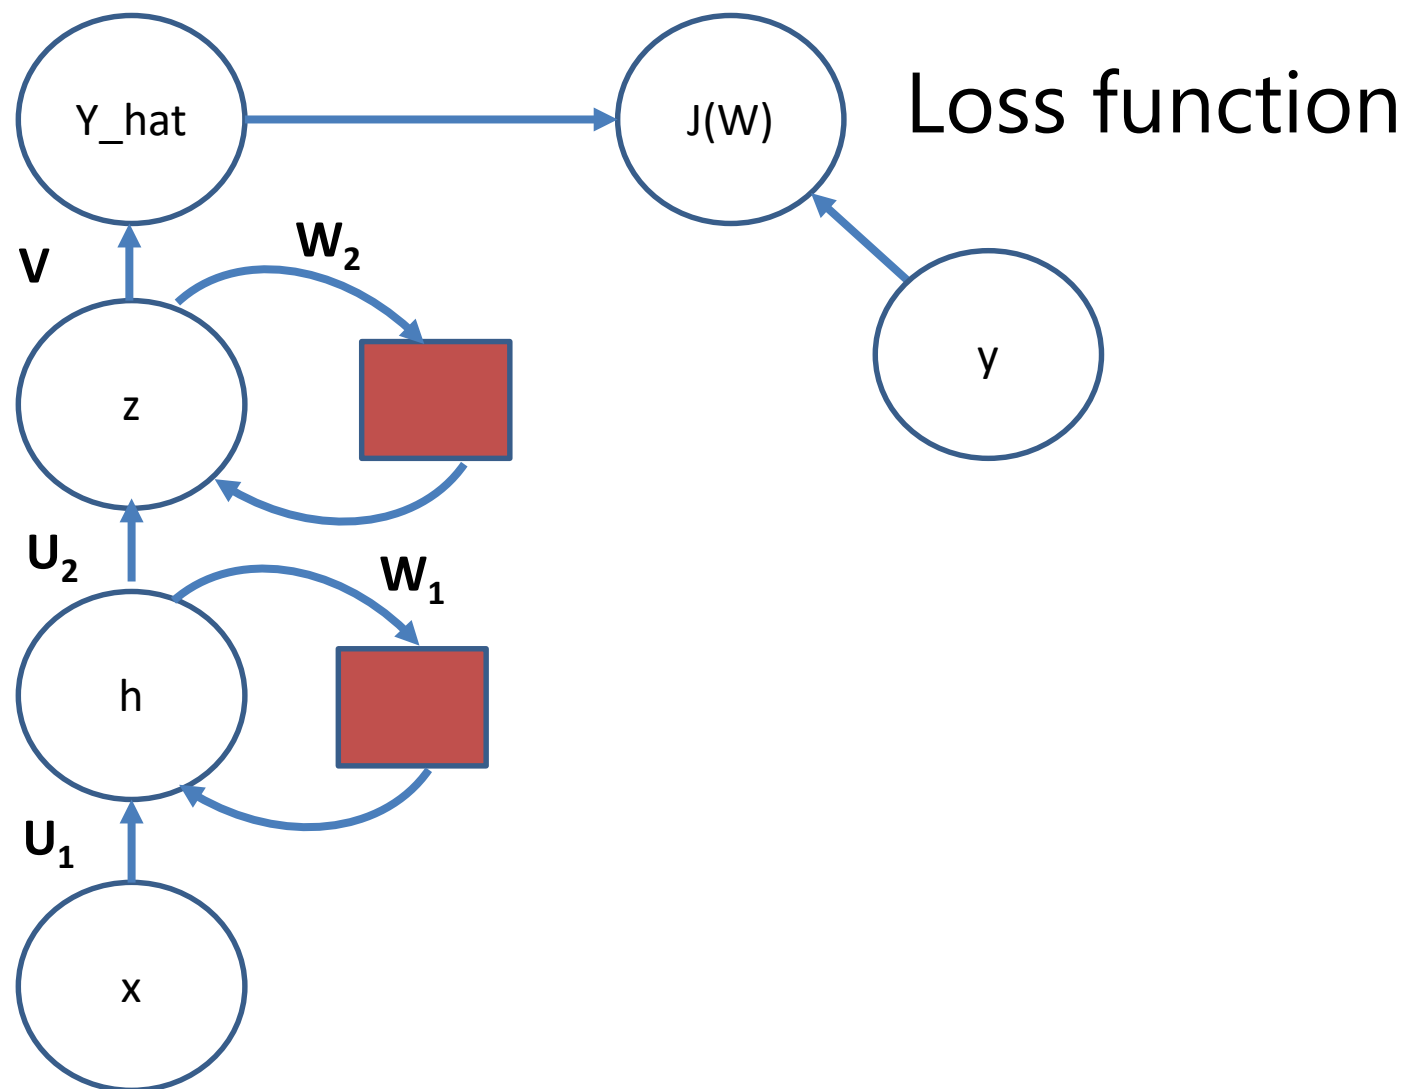 Y_hat
J(W)
Loss function
V
W₂
y
z
U₂
W₁
h
U₁
x